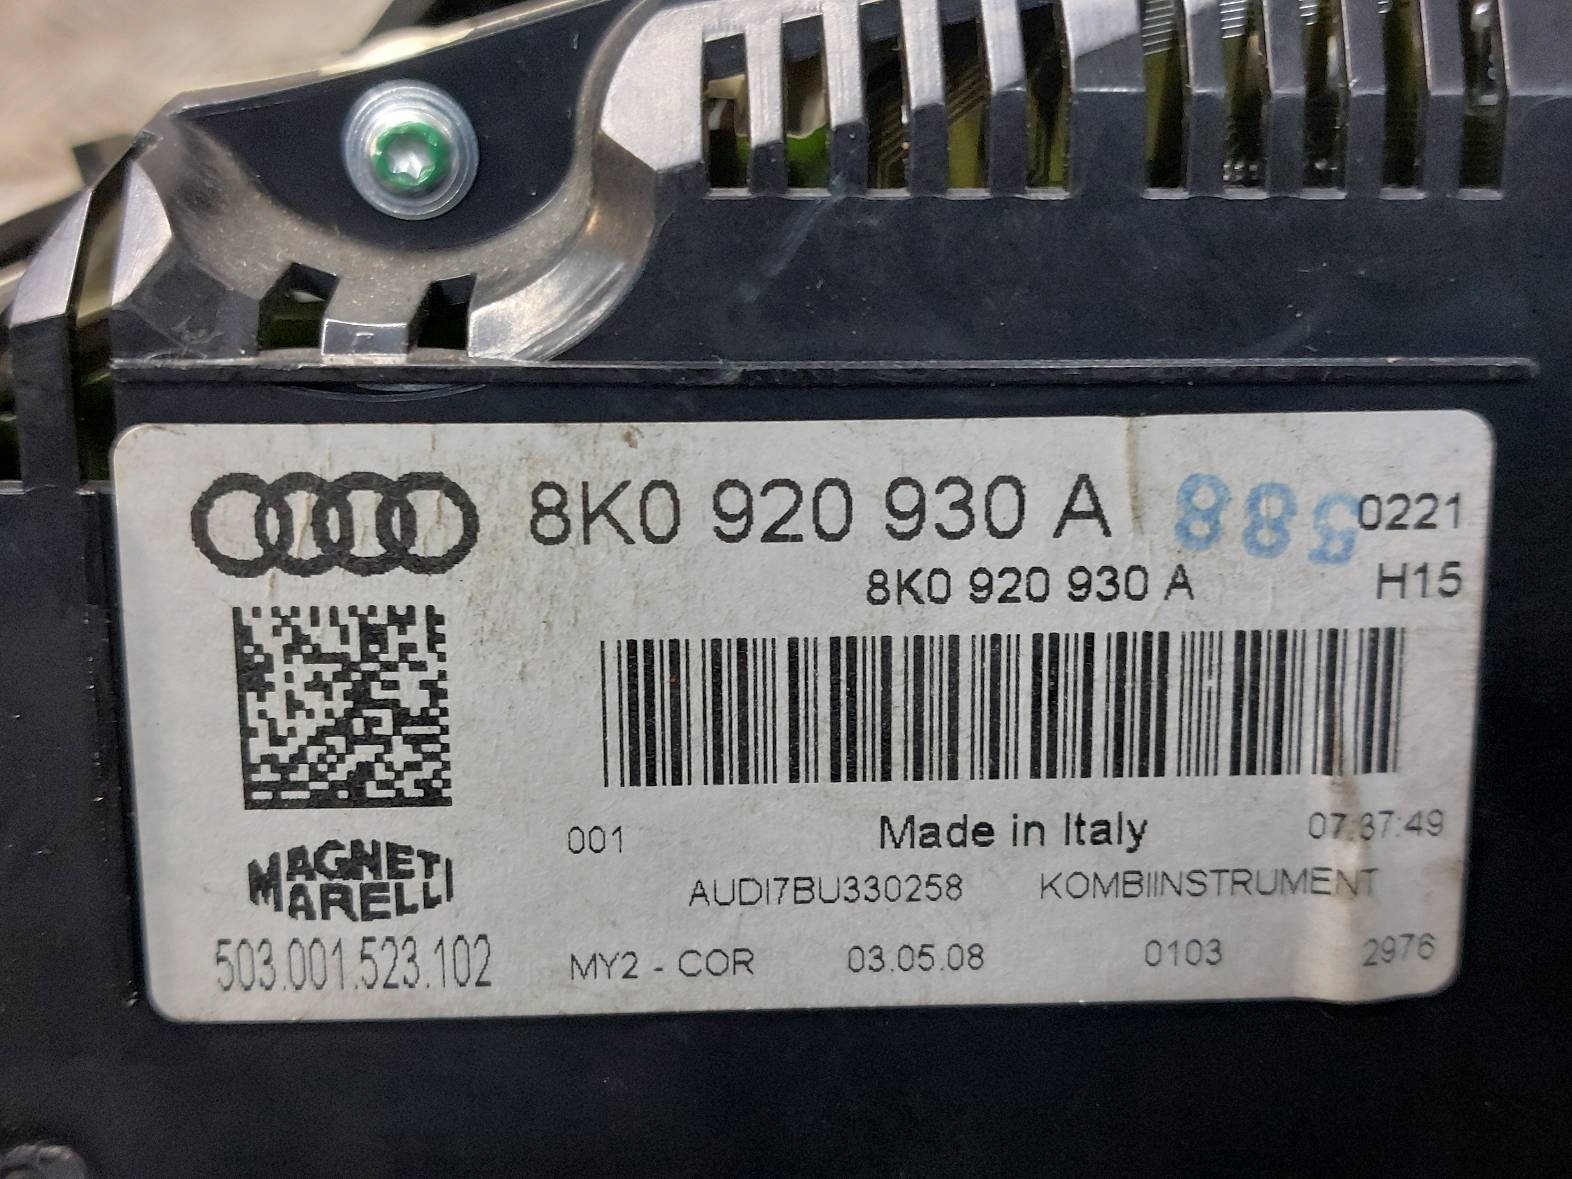 8K0 920 930 A 0221
8K0 920 930 A H15
001 Made in Italy 07:37:49
MAGNETI
MARELLI
AUDI7BU330258 KOMBIINSTRUMENT
503.001.523.102 MY2 - COR 03.05.08 0103 2976